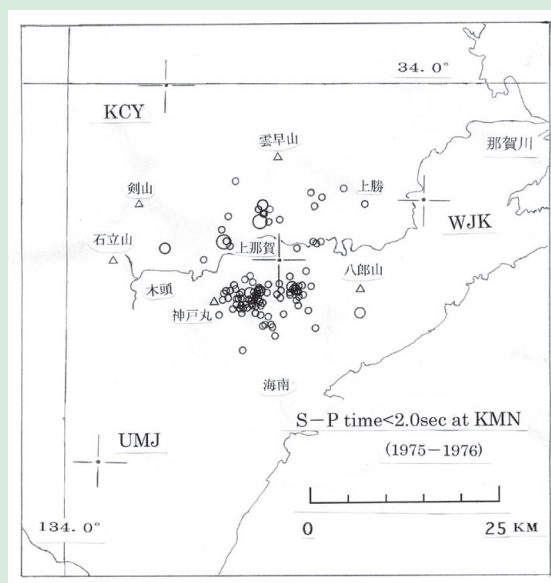 34. 0°
KCY
那賀川
雲早山
剣山
上勝
WJK
石立山
上那賀
八郎山
木頭
神戸丸
海南
S－P time<2.0sec at KMN
UMJ
(1975－1976)
134. 0°
0 25 KM